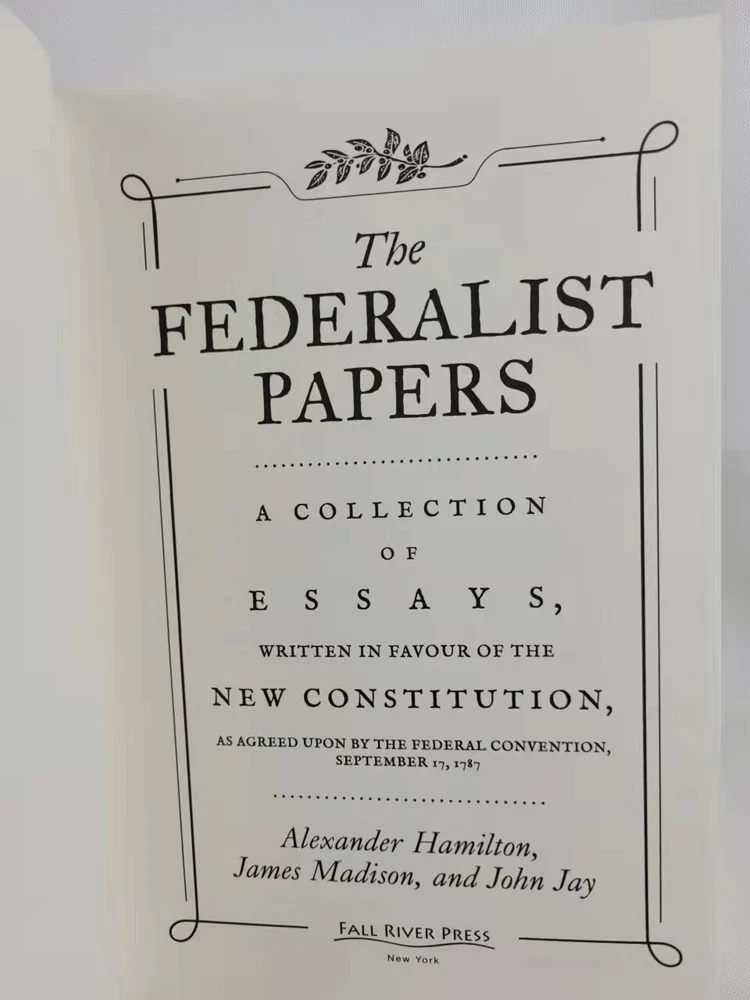 The
FEDERALIST
PAPERS
A COLLECTION
OF
ESSAYS,
WRITTEN IN FAVOUR OF THE
NEW CONSTITUTION,
AS AGREED UPON BY THE FEDERAL CONVENTION,
SEPTEMBER 17, 1787
Alexander Hamilton,
James Madison, and John Jay
FALL RIVER PRESS
New York